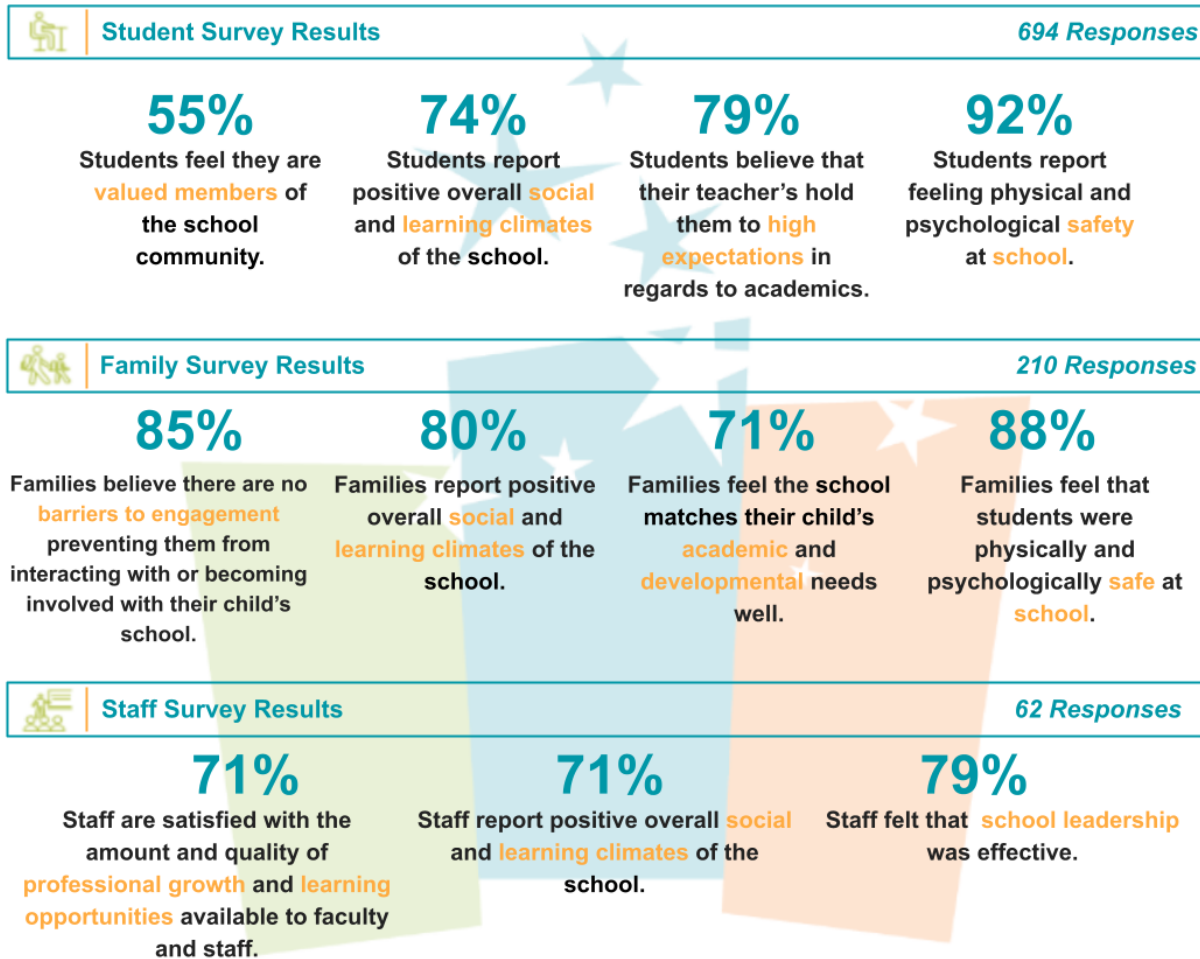 Student Survey Results
694 Responses
55%
Students feel they are
valued members of
the school
community.
74%
Students report
positive overall social
and learning climates
of the school.
79%
Students believe that
their teacher's hold
them to high
expectations in
regards to academics.
92%
Students report
feeling physical and
psychological safety
at school.
Family Survey Results
210 Responses
85%
Families believe there are no
barriers to engagement
preventing them from
interacting with or becoming
involved with their child's
school.
80%
Families report positive
overall social and
learning climates of the
school.
71%
Families feel the school
matches their child's
academic and
developmental needs
well.
88%
Families feel that
students were
physically and
psychologically safe at
school.
Staff Survey Results
62 Responses
71%
Staff are satisfied with the
amount and quality of
professional growth and learning
opportunities available to faculty
and staff.
71%
Staff report positive overall social
and learning climates of the
school.
79%
Staff felt that school leadership
was effective.